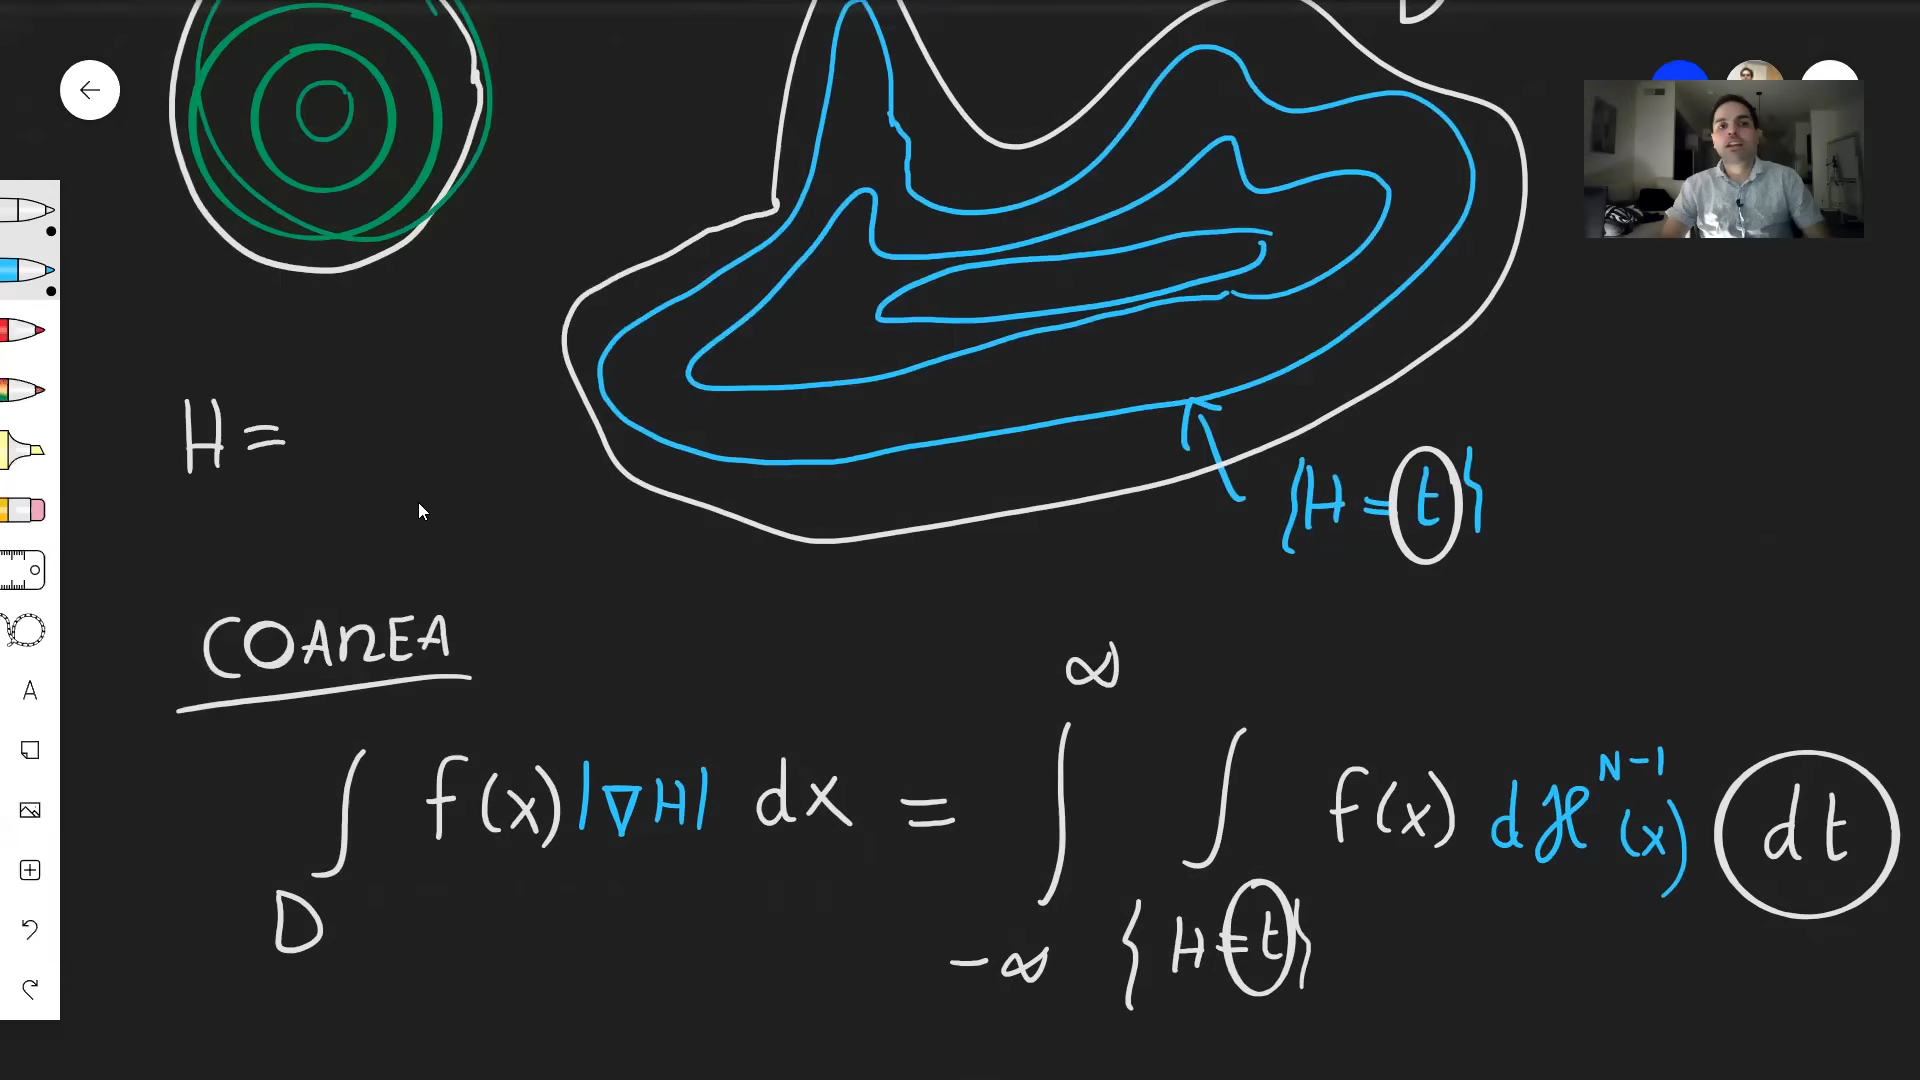 D
H =
{H = t}
COAREA
∫_D f(x) |∇H| dx = ∫_{-∞}^{∞} ∫_{{H = t}} f(x) dℋ^{N-1}(x) dt
A